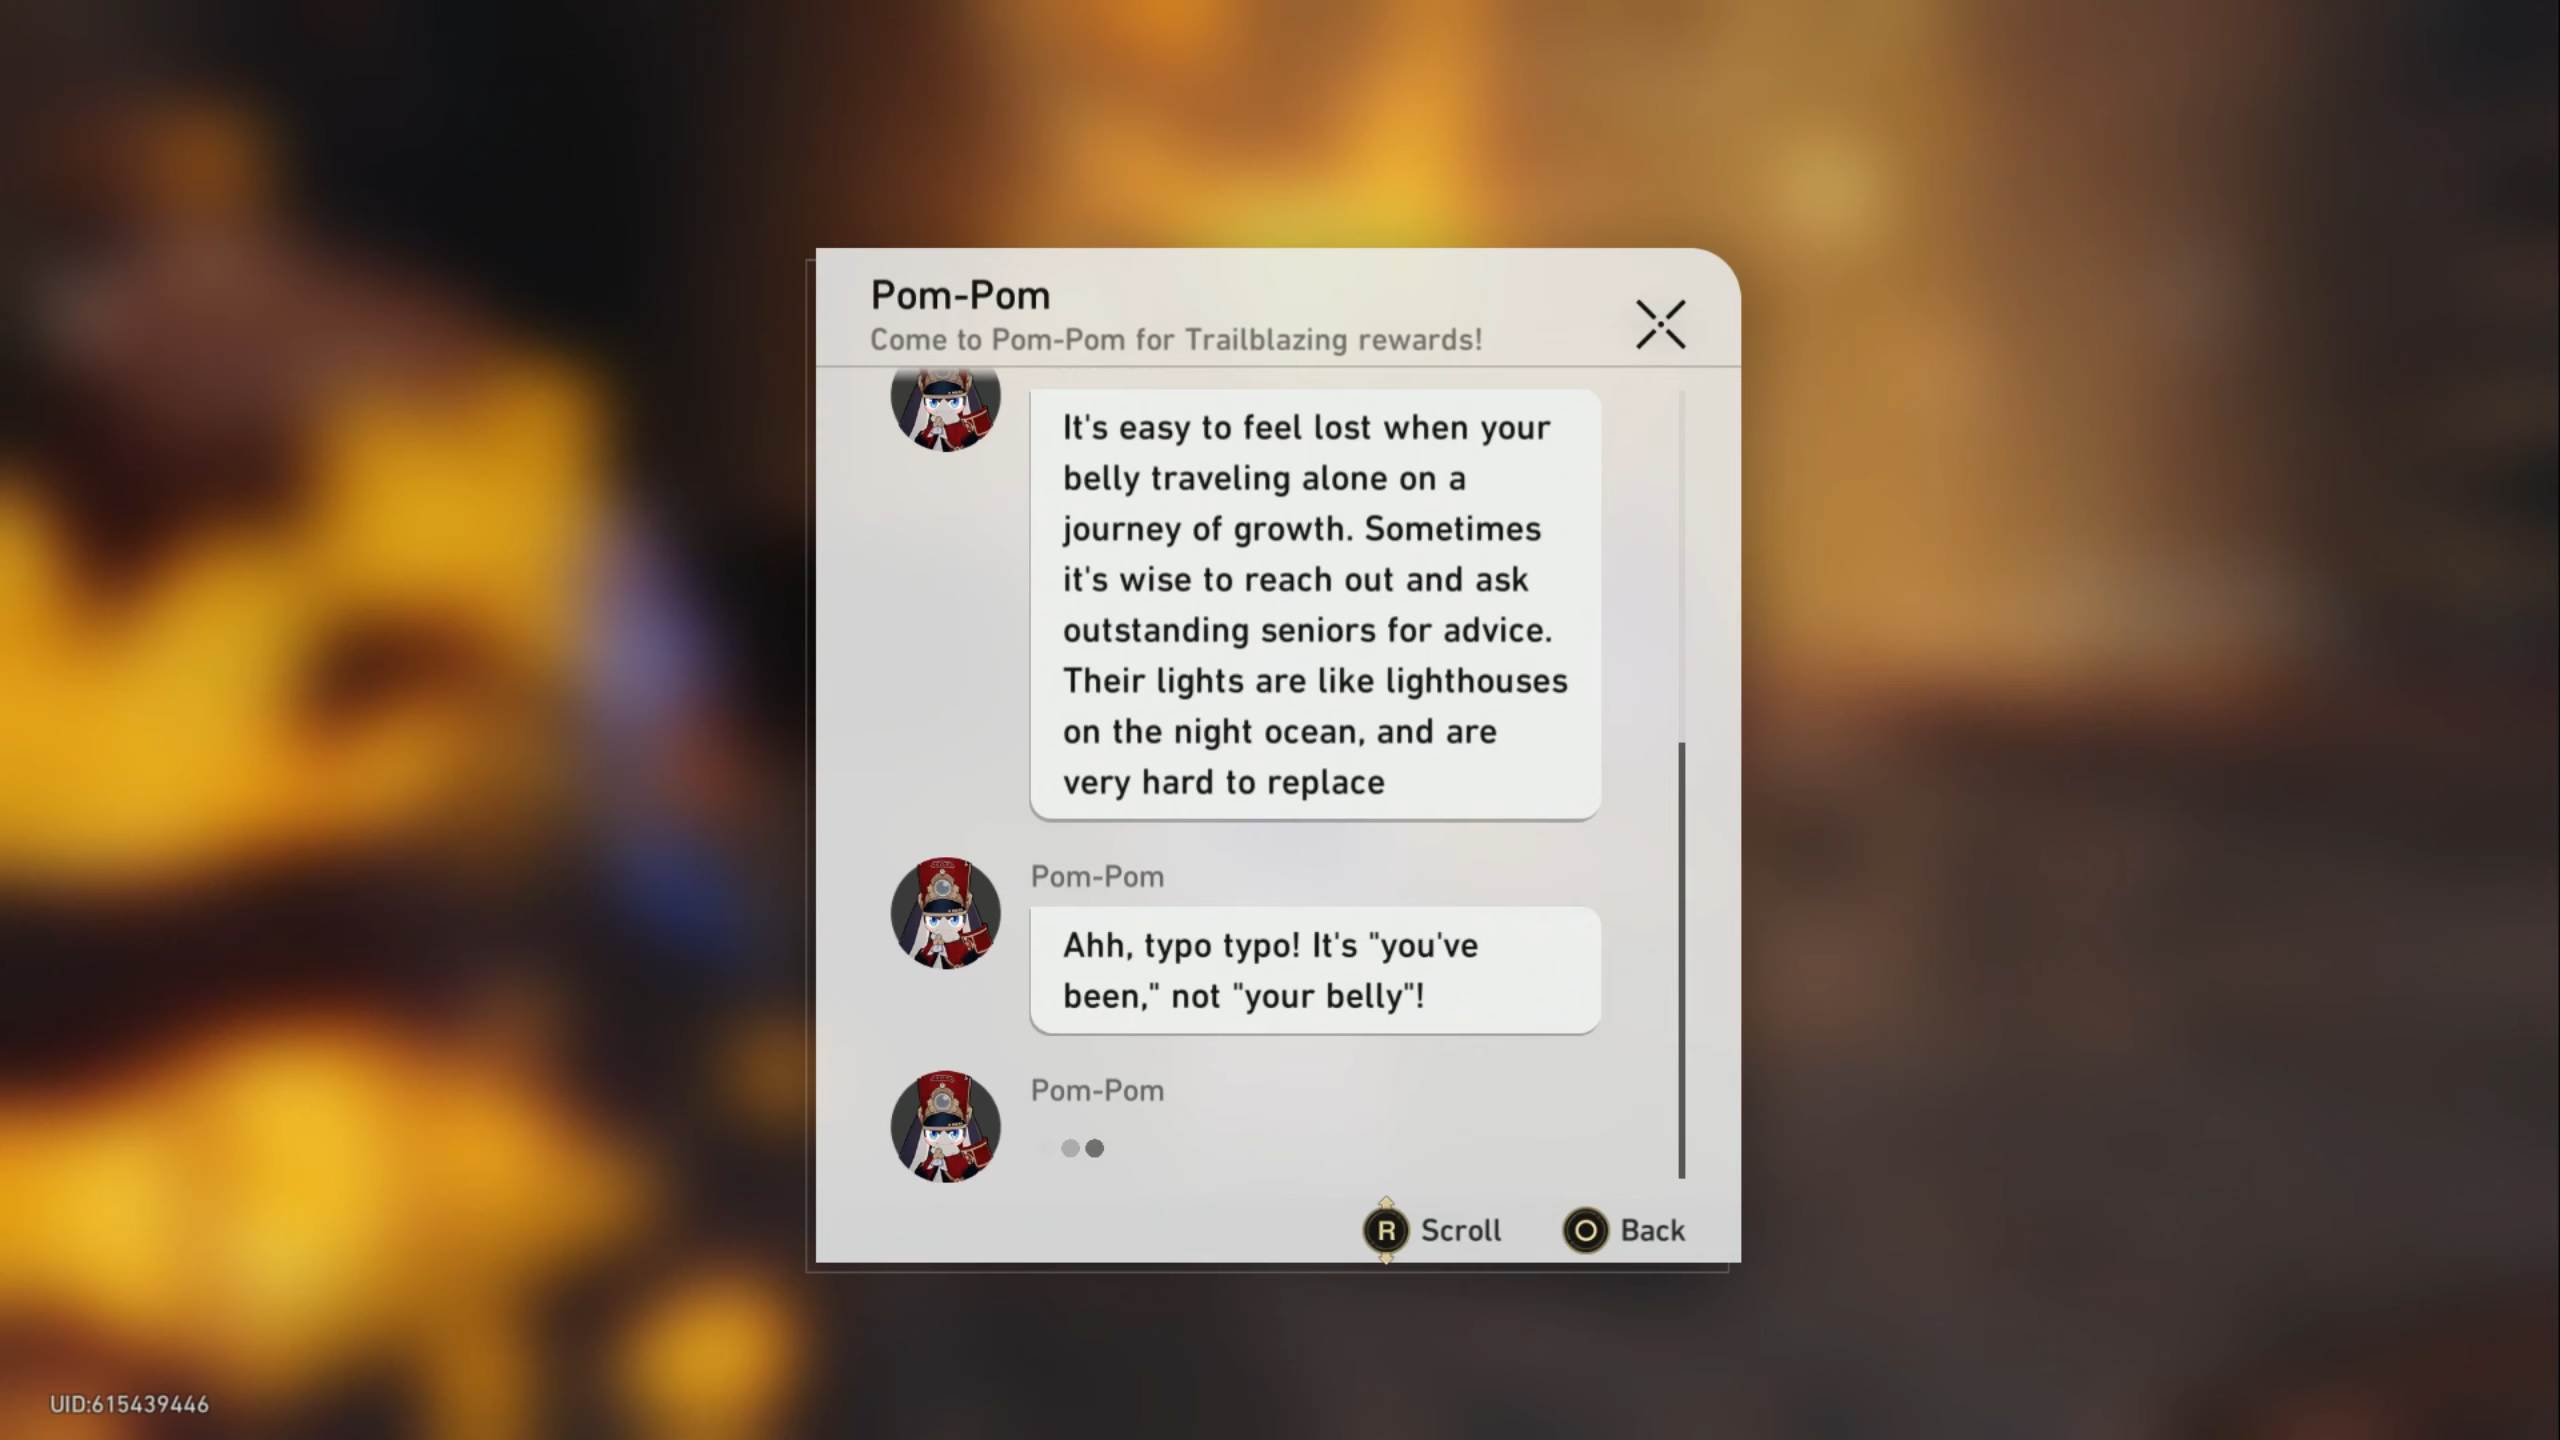 Pom-Pom
Come to Pom-Pom for Trailblazing rewards!
It's easy to feel lost when your
belly traveling alone on a
journey of growth. Sometimes
it's wise to reach out and ask
outstanding seniors for advice.
Their lights are like lighthouses
on the night ocean, and are
very hard to replace
Pom-Pom
Ahh, typo typo! It's "you've
been," not "your belly"!
Pom-Pom
R Scroll
Back
UID:615439446